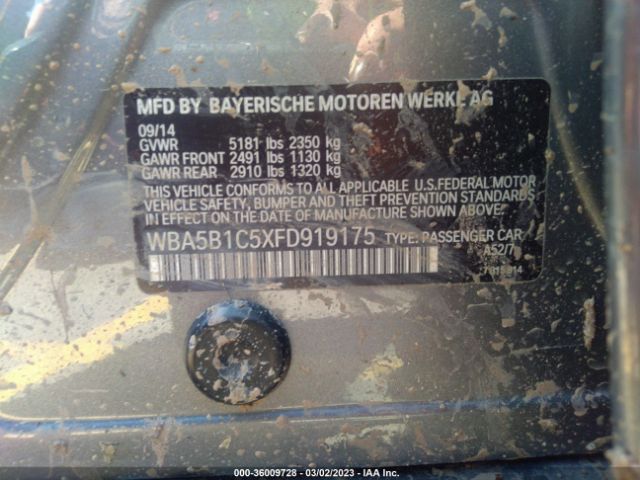 MFD BY BAYERISCHE MOTOREN WERKE AG
09/14
GVWR 5181 lbs 2350 kg
GAWR FRONT 2491 lbs 1130 kg
GAWR REAR 2910 lbs 1320 kg
THIS VEHICLE CONFORMS TO ALL APPLICABLE U.S.FEDERAL MOTOR
VEHICLE SAFETY, BUMPER AND THEFT PREVENTION STANDARDS
IN EFFECT ON THE DATE OF MANUFACTURE SHOWN ABOVE.
WBA5B1C5XFD919175 TYPE: PASSENGER CAR
A52/7
000-36009728 - 03/02/2023 - IAA Inc.